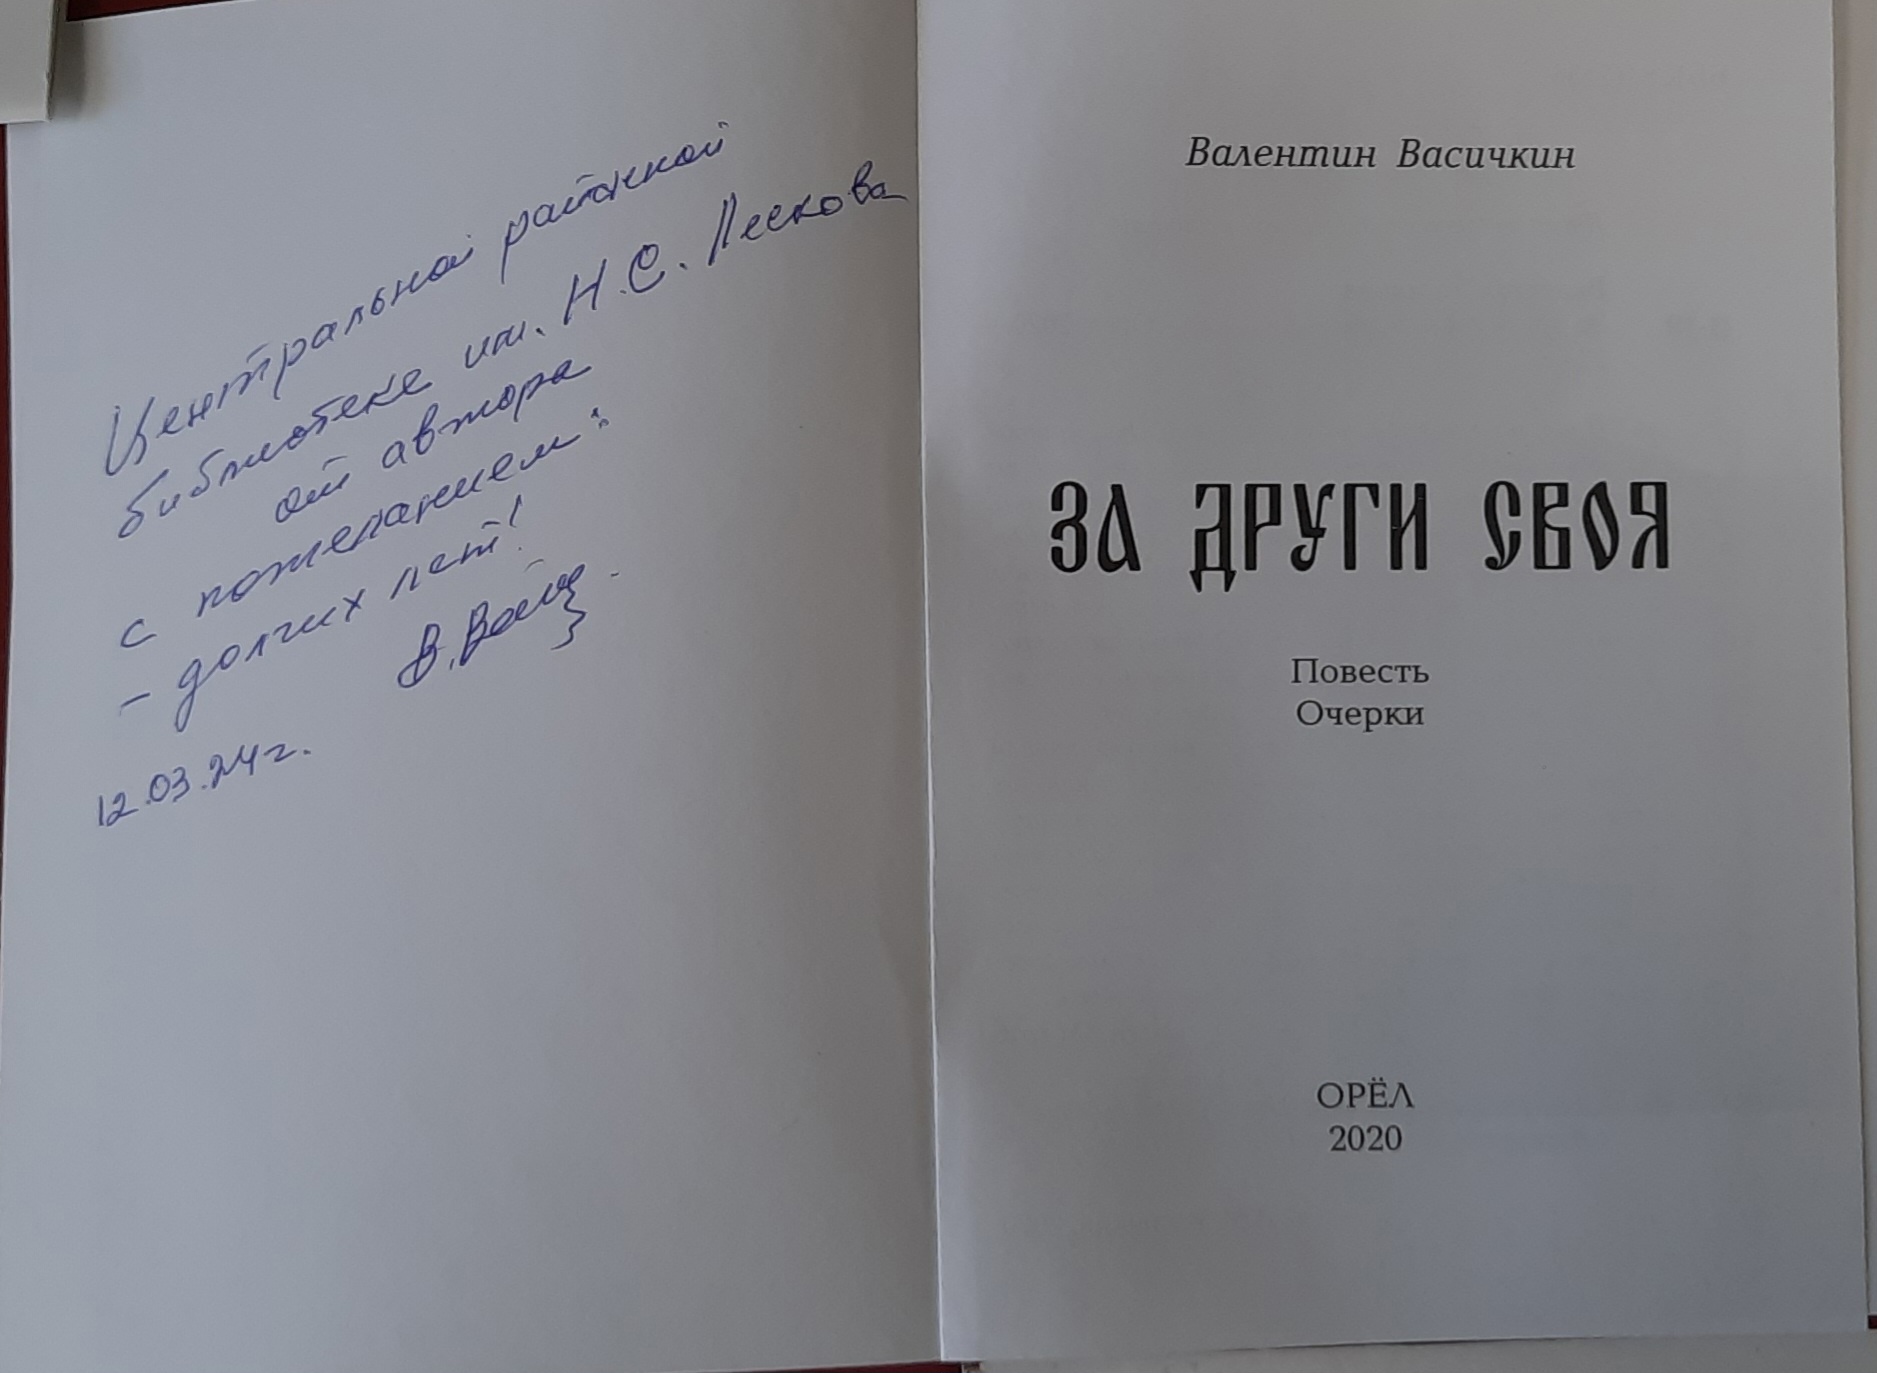 Центральной районной
библиотеке им. Н.С. Лескова
от автора
с пожеланием:
– долгих лет!
В.
12.03.24г.
Валентин Васичкин
ЗА ДРУГИ СВОЯ
Повесть
Очерки
ОРЁЛ
2020